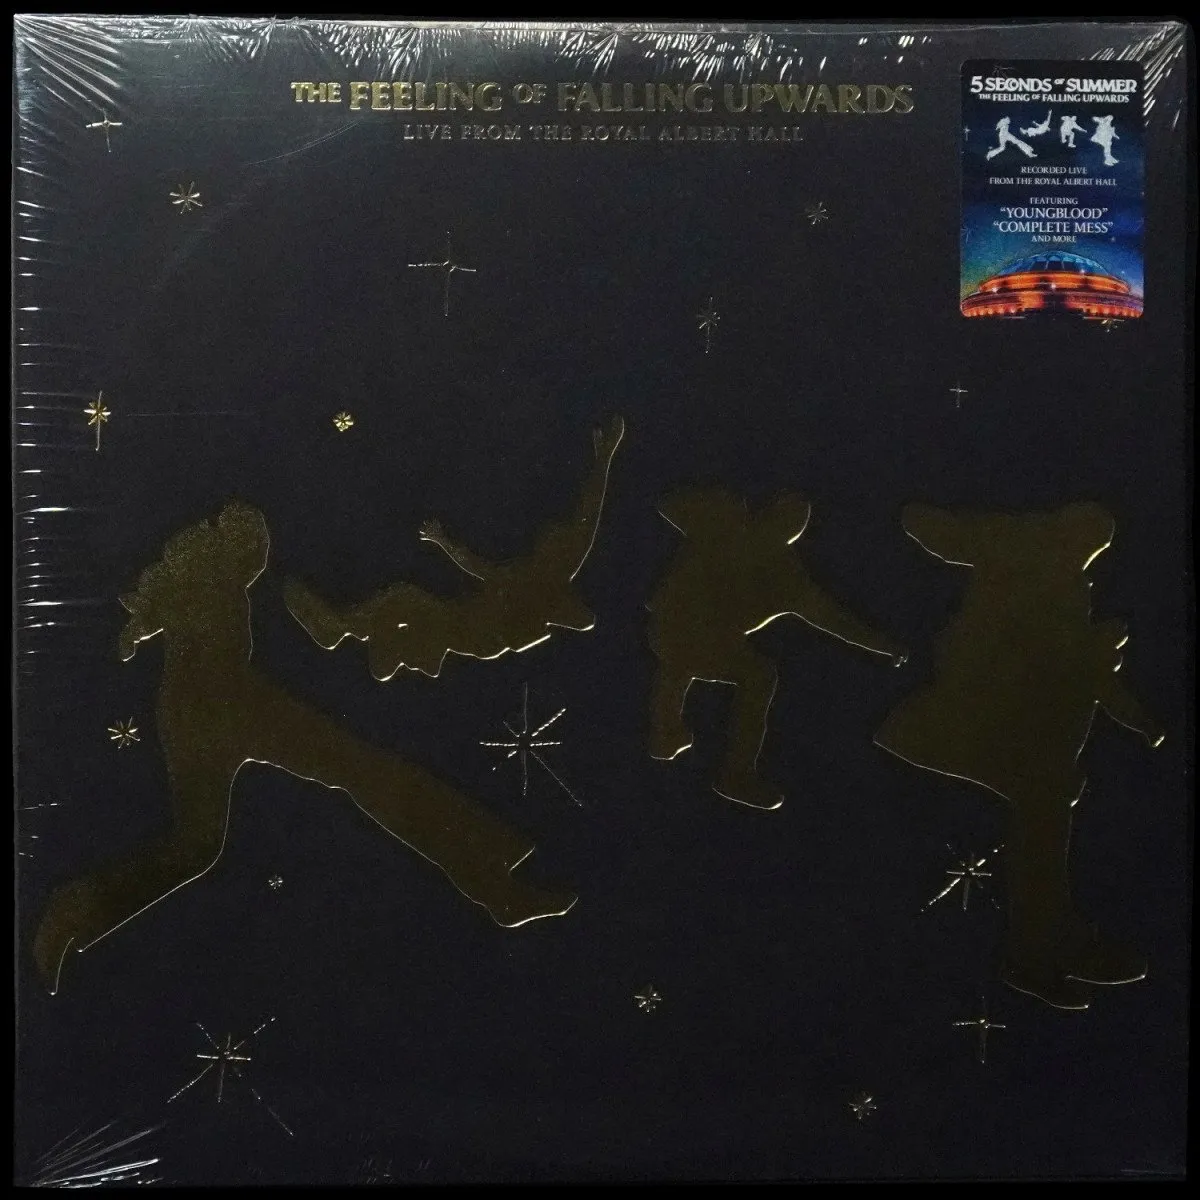 THE FEELING OF FALLING UPWARDS
LIVE FROM THE ROYAL ALBERT HALL
5 SECONDS OF SUMMER
THE FEELING OF FALLING UPWARDS
RECORDED LIVE
FROM THE ROYAL ALBERT HALL
FEATURING
"YOUNGBLOOD"
"COMPLETE MESS"
AND MORE